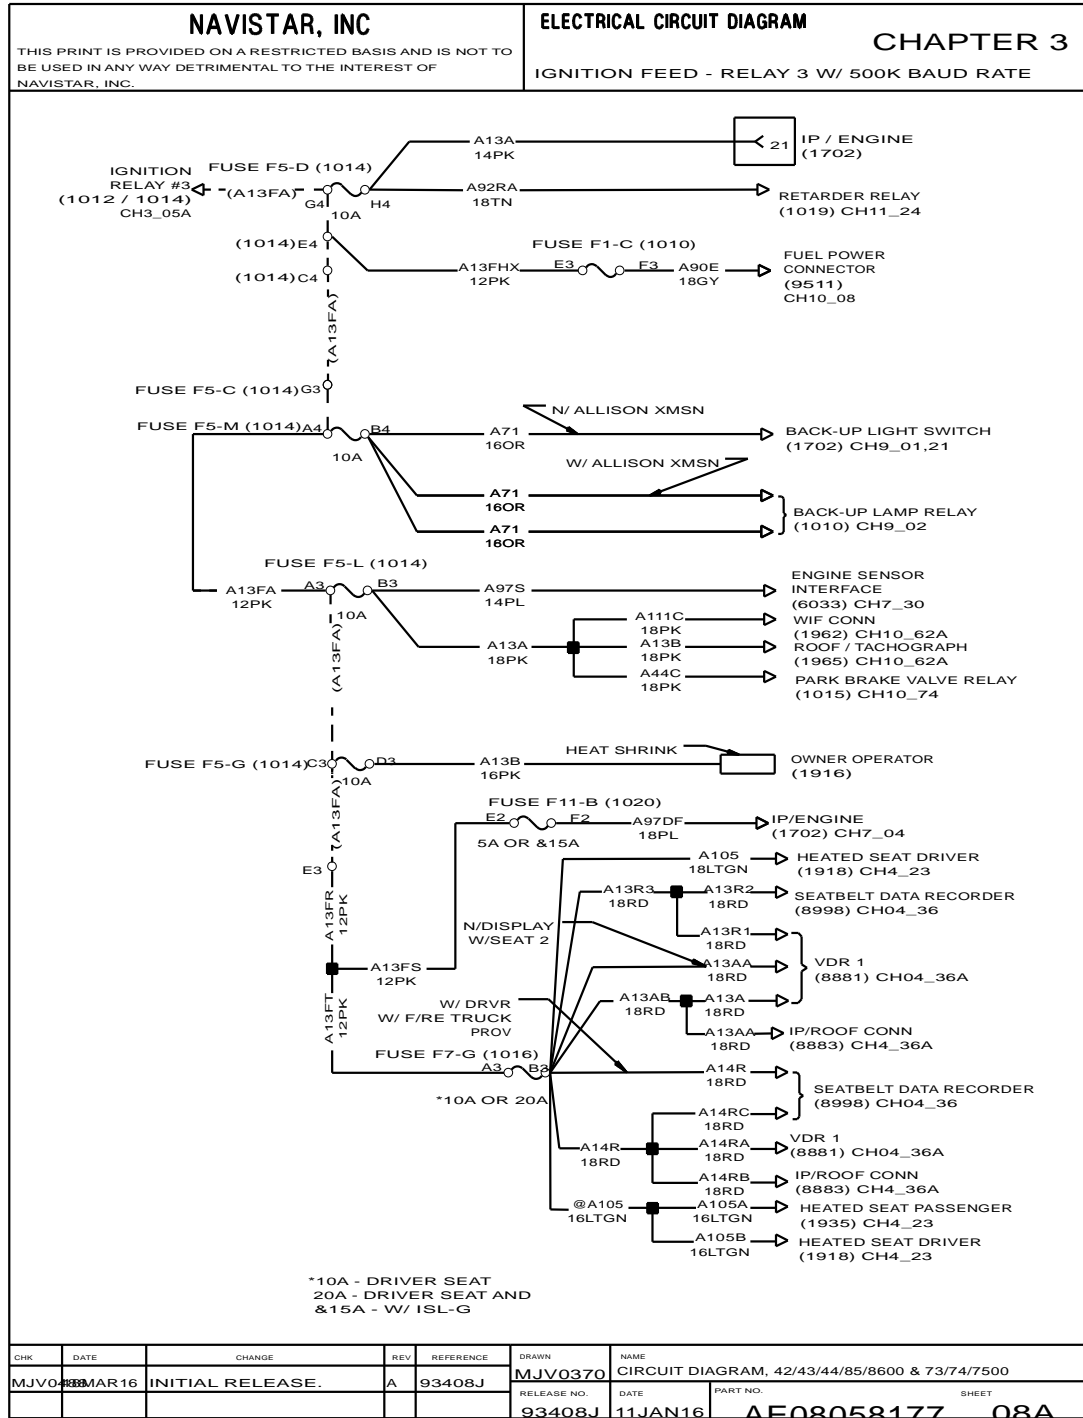 NAVISTAR, INC
THIS PRINT IS PROVIDED ON A RESTRICTED BASIS AND IS NOT TO
BE USED IN ANY WAY DETRIMENTAL TO THE INTEREST OF
NAVISTAR, INC.
ELECTRICAL CIRCUIT DIAGRAM
CHAPTER 3
IGNITION FEED - RELAY 3 W/ 500K BAUD RATE
A13A
14PK
21
IP / ENGINE
(1702)
IGNITION
RELAY #3
(1012 / 1014)
CH3_05A
(A13FA)
FUSE F5-D (1014)
G4
H4
10A
A92RA
18TN
RETARDER RELAY
(1019) CH11_24
(1014)E4
(1014)C4
A13FHX
12PK
FUSE F1-C (1010)
E3
F3
A90E
18GY
FUEL POWER
CONNECTOR
(9511)
CH10_08
(A13FA)
FUSE F5-C (1014)G3
FUSE F5-M (1014)A4
B4
10A
N/ ALLISON XMSN
A71
16OR
BACK-UP LIGHT SWITCH
(1702) CH9_01,21
W/ ALLISON XMSN
A71
16OR
A71
16OR
BACK-UP LAMP RELAY
(1010) CH9_02
FUSE F5-L (1014)
A13FA
12PK
A3
B3
10A
A97S
14PL
ENGINE SENSOR
INTERFACE
(6033) CH7_30
A13A
18PK
A111C
18PK
WIF CONN
(1962) CH10_62A
A13B
18PK
ROOF / TACHOGRAPH
(1965) CH10_62A
A44C
18PK
PARK BRAKE VALVE RELAY
(1015) CH10_74
(A13FA)
HEAT SHRINK
FUSE F5-G (1014)C3
D3
10A
A13B
16PK
OWNER OPERATOR
(1916)
(A13FA)
FUSE F11-B (1020)
E2
F2
5A OR &15A
A97DF
18PL
IP/ENGINE
(1702) CH7_04
E3
A13FR
12PK
A105
18LTGN
HEATED SEAT DRIVER
(1918) CH4_23
A13R3
18RD
A13R2
18RD
SEATBELT DATA RECORDER
(8998) CH04_36
N/DISPLAY
W/SEAT 2
A13R1
18RD
A13AA
18RD
VDR 1
(8881) CH04_36A
A13FS
12PK
A13FT
12PK
W/ DRVR
W/ F/RE TRUCK
PROV
A13AB
18RD
A13A
18RD
A13AA
18RD
IP/ROOF CONN
(8883) CH4_36A
FUSE F7-G (1016)
A3
B3
*10A OR 20A
A14R
18RD
SEATBELT DATA RECORDER
(8998) CH04_36
A14RC
18RD
A14R
18RD
A14RA
18RD
VDR 1
(8881) CH04_36A
A14RB
18RD
IP/ROOF CONN
(8883) CH4_36A
@A105
16LTGN
A105A
16LTGN
HEATED SEAT PASSENGER
(1935) CH4_23
A105B
16LTGN
HEATED SEAT DRIVER
(1918) CH4_23
*10A - DRIVER SEAT
20A - DRIVER SEAT AND
&15A - W/ ISL-G
CHK DATE CHANGE REV REFERENCE
MAR16 INITIAL RELEASE. A 93408J
DRAWN
MJV0370
NAME
CIRCUIT DIAGRAM, 42/43/44/85/8600 & 73/74/7500
RELEASE NO.
93408J
DATE
11JAN16
PART NO.
AE08058177
SHEET
08A